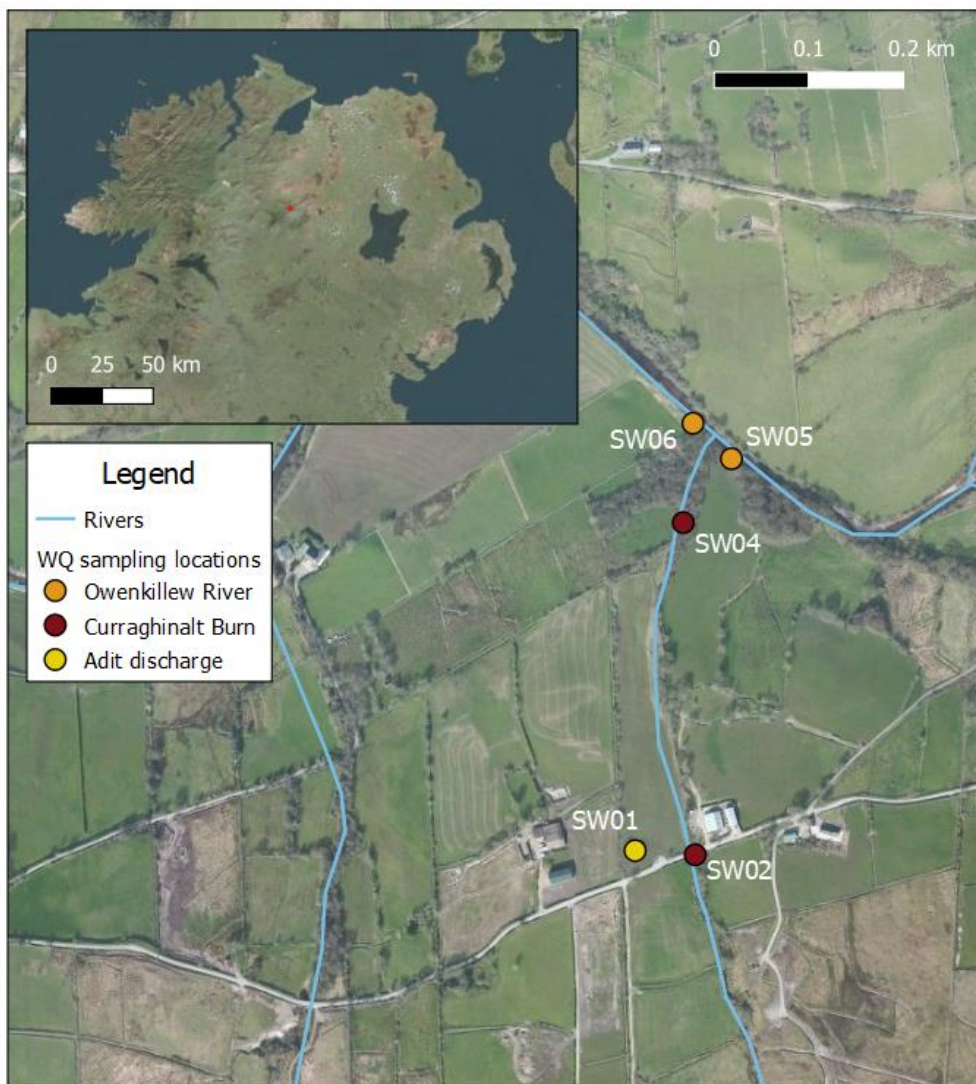 0 0.1 0.2 km
0 25 50 km
SW06
SW05
SW04
SW01
SW02
Legend
Rivers
WQ sampling locations
Owenkillew River
Curraghinalt Burn
Adit discharge